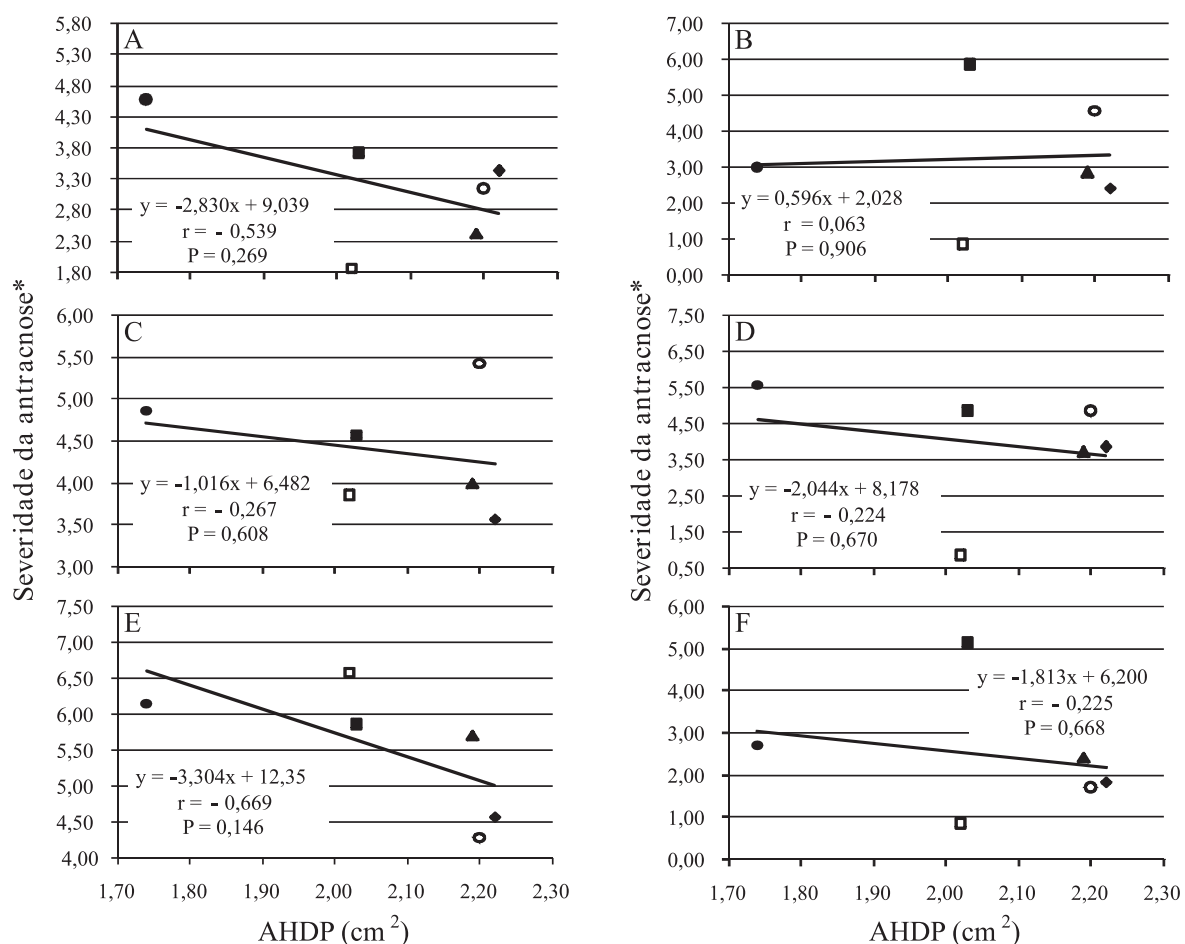 Severidade da antracnose*
A
5,80
5,30
4,80
4,30
3,80
3,30
2,80
2,30
1,80
y = -2,830x + 9,039
r = - 0,539
P = 0,269
C
6,00
5,50
5,00
4,50
4,00
3,50
3,00
y = -1,016x + 6,482
r = - 0,267
P = 0,608
E
7,50
7,00
6,50
6,00
5,50
5,00
4,50
4,00
y = -3,304x + 12,35
r = - 0,669
P = 0,146
1,70 1,80 1,90 2,00 2,10 2,20 2,30
AHDP (cm²)
Severidade da antracnose*
B
7,00
6,00
5,00
4,00
3,00
2,00
1,00
0,00
y = 0,596x + 2,028
r = 0,063
P = 0,906
D
7,50
6,50
5,50
4,50
3,50
2,50
1,50
0,50
y = -2,044x + 8,178
r = - 0,224
P = 0,670
F
6,00
5,00
4,00
3,00
2,00
1,00
0,00
y = -1,813x + 6,200
r = - 0,225
P = 0,668
1,70 1,80 1,90 2,00 2,10 2,20 2,30
AHDP (cm²)